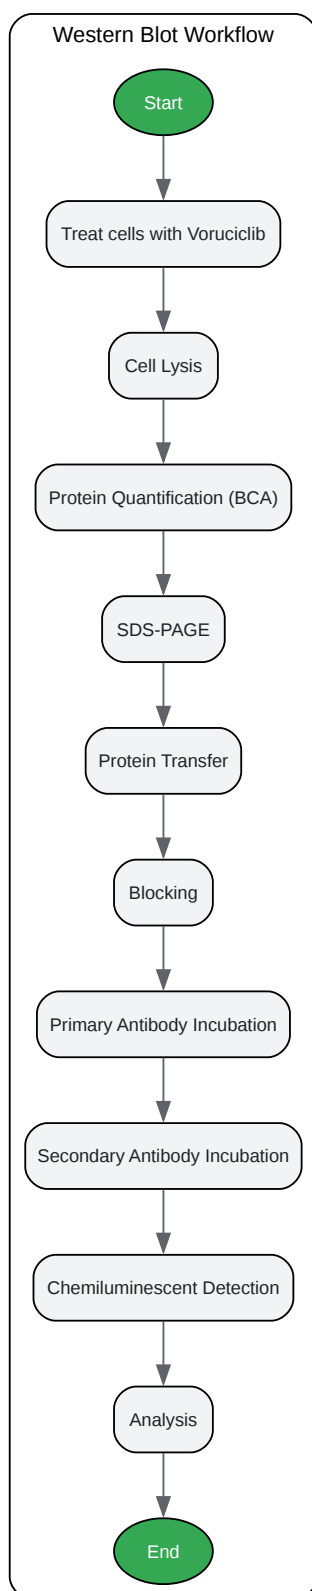 Western Blot Workflow
Start
Treat cells with Voruciclib
Cell Lysis
Protein Quantification (BCA)
SDS-PAGE
Protein Transfer
Blocking
Primary Antibody Incubation
Secondary Antibody Incubation
Chemiluminescent Detection
Analysis
End